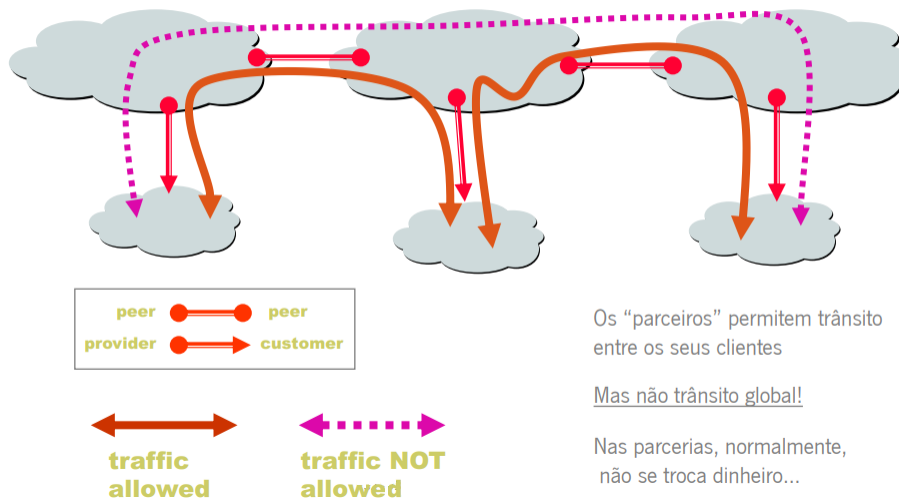 peer peer
provider customer
traffic
allowed
traffic NOT
allowed
Os “parceiros” permitem trânsito
entre os seus clientes
Mas não trânsito global!
Nas parcerias, normalmente,
não se troca dinheiro...